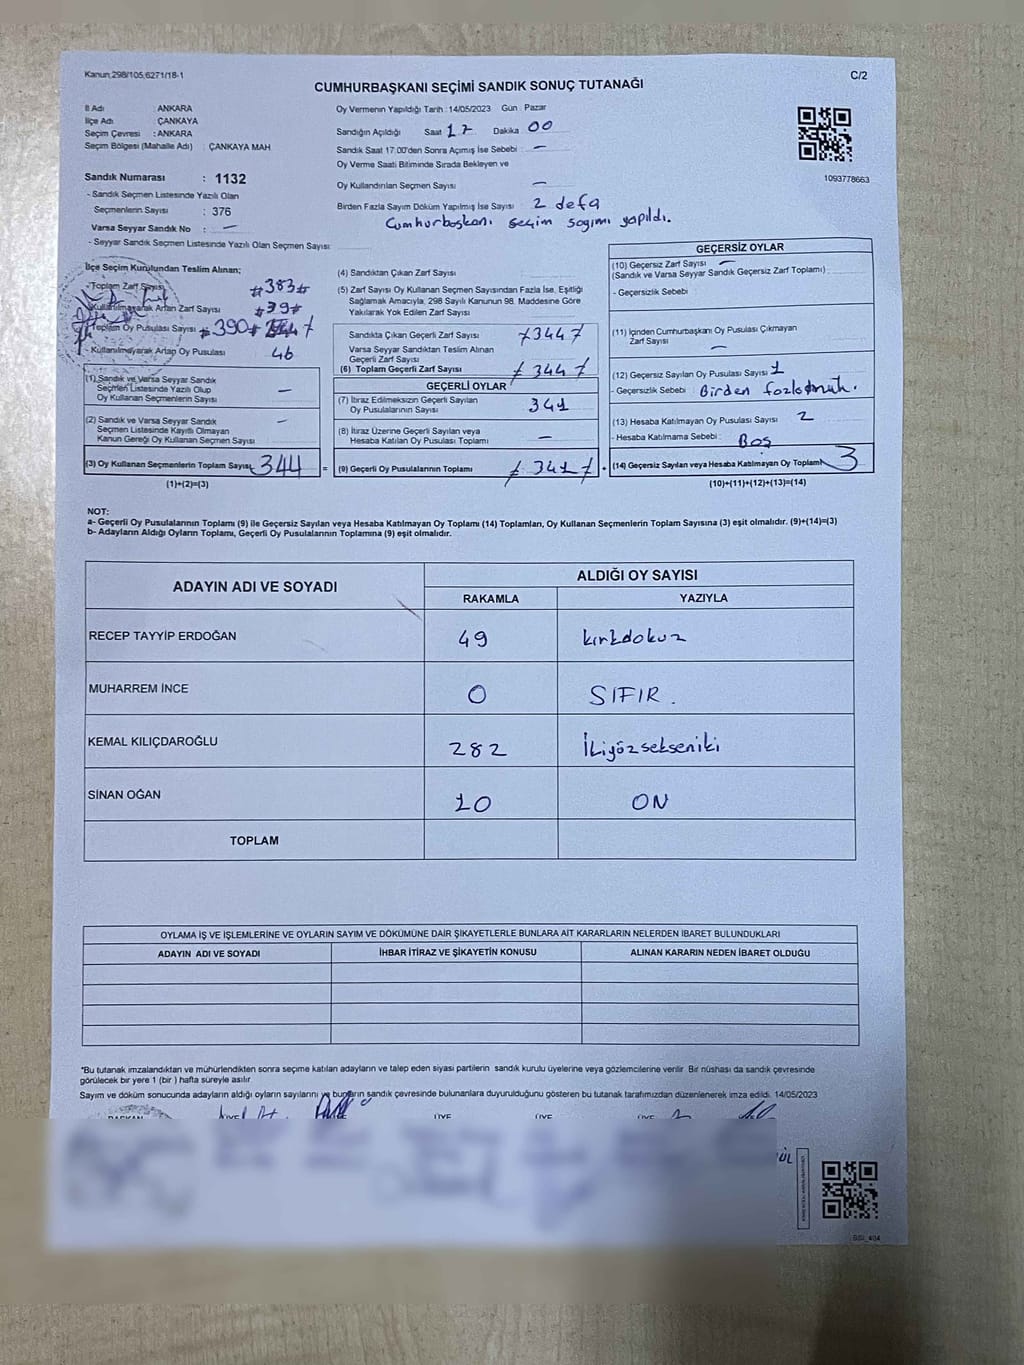 Kanun;298/105,6271/18-1
C/2
CUMHURBAŞKANI SEÇİMİ SANDIK SONUÇ TUTANAĞI
İl Adı : ANKARA
İlçe Adı : ÇANKAYA
Seçim Çevresi : ANKARA
Seçim Bölgesi (Mahalle Adı) : ÇANKAYA MAH
Sandık Numarası : 1132
- Sandık Seçmen Listesinde Yazılı Olan
Seçmenlerin Sayısı : 376
Varsa Seyyar Sandık No : -
- Seyyar Sandık Seçmen Listesinde Yazılı Olan Seçmen Sayısı:
Oy Vermenin Yapıldığı Tarih : 14/05/2023 Gün : Pazar
Sandığın Açıldığı Saat 17 Dakika 00
Sandık Saat 17:00'den Sonra Açımış İse Sebebi : -
Oy Verme Saati Bitiminde Sırada Bekleyen ve
Oy Kullandırılan Seçmen Sayısı -
Birden Fazla Sayım Döküm Yapılmış İse Sayısı 2 defa
Cumhurbaşkanı seçim sayımı yapıldı.
1093778663
İlçe Seçim Kurulundan Teslim Alınan;
-Toplam Zarf Sayısı #383#
-Kullanılmayarak Artan Zarf Sayısı #39#
-Toplam Oy Pusulası Sayısı #390#
- Kullanılmayarak Artan Oy Pusulası 46
(1) Sandık ve Varsa Seyyar Sandık
Seçmen Listesinde Yazılı Olup
Oy Kullanan Seçmenlerin Sayısı -
(2) Sandık ve Varsa Seyyar Sandık
Seçmen Listesinde Kayıtlı Olmayan
Kanun Gereği Oy Kullanan Seçmen Sayısı -
(3) Oy Kullanan Seçmenlerin Toplam Sayısı 344 =
(1)+(2)=(3)
(4) Sandıktan Çıkan Zarf Sayısı
(5) Zarf Sayısı Oy Kullanan Seçmen Sayısından Fazla İse, Eşitliği
Sağlamak Amacıyla, 298 Sayılı Kanunun 98. Maddesine Göre
Yakılarak Yok Edilen Zarf Sayısı
Sandıkta Çıkan Geçerli Zarf Sayısı ≠344≠
Varsa Seyyar Sandıktan Teslim Alınan
Geçerli Zarf Sayısı
(6) Toplam Geçerli Zarf Sayısı ≠344≠
GEÇERLİ OYLAR
(7) İtiraz Edilmeksizin Geçerli Sayılan
Oy Pusulalarının Sayısı 341
(8) İtiraz Üzerine Geçerli Sayılan veya
Hesaba Katılan Oy Pusulası Toplamı -
(9) Geçerli Oy Pusulalarının Toplamı ≠341≠ +
GEÇERSİZ OYLAR
(10) Geçersiz Zarf Sayısı -
(Sandık ve Varsa Seyyar Sandık Geçersiz Zarf Toplamı)
- Geçersizlik Sebebi
(11) İçinden Cumhurbaşkanı Oy Pusulası Çıkmayan
Zarf Sayısı -
(12) Geçersiz Sayılan Oy Pusulası Sayısı 1
- Geçersizlik Sebebi : Birden fazla
(13) Hesaba Katılmayan Oy Pusulası Sayısı 2
- Hesaba Katılmama Sebebi : Boş
(14) Geçersiz Sayılan veya Hesaba Katılmayan Oy Toplamı 3
(10)+(11)+(12)+(13)=(14)
NOT:
a- Geçerli Oy Pusulalarının Toplamı (9) ile Geçersiz Sayılan veya Hesaba Katılmayan Oy Toplamı (14) Toplamları, Oy Kullanan Seçmenlerin Toplam Sayısına (3) eşit olmalıdır. (9)+(14)=(3)
b- Adayların Aldığı Oyların Toplamı, Geçerli Oy Pusulalarının Toplamına (9) eşit olmalıdır.
ADAYIN ADI VE SOYADI
ALDIĞI OY SAYISI
RAKAMLA YAZIYLA
RECEP TAYYİP ERDOĞAN 49 kırkdokuz
MUHARREM İNCE 0 SIFIR.
KEMAL KILIÇDAROĞLU 282 İkiyözsekseniki
SİNAN OĞAN 10 ON
TOPLAM
OYLAMA İŞ VE İŞLEMLERİNE VE OYLARIN SAYIM VE DÖKÜMÜNE DAİR ŞİKAYETLERLE BUNLARA AİT KARARLARIN NELERDEN İBARET BULUNDUKLARI
ADAYIN ADI VE SOYADI İHBAR İTİRAZ VE ŞİKAYETİN KONUSU ALINAN KARARIN NEDEN İBARET OLDUĞU
*Bu tutanak imzalandıktan ve mühürlendikten sonra seçime katılan adayların ve talep eden siyasi partilerin sandık kurulu üyelerine veya gözlemcilerine verilir. Bir nüshası da sandık çevresinde
görülecek bir yere 1 (bir ) hafta süreyle asılır
Sayım ve döküm sonucunda adayların aldığı oyların sayılarını ve bunların sandık çevresinde bulunanlara duyurulduğunu gösteren bu tutanak tarafımızdan düzenlenerek imza edildi. 14/05/2023
BAŞKAN ÜYE ÜYE ÜYE
BSI_404